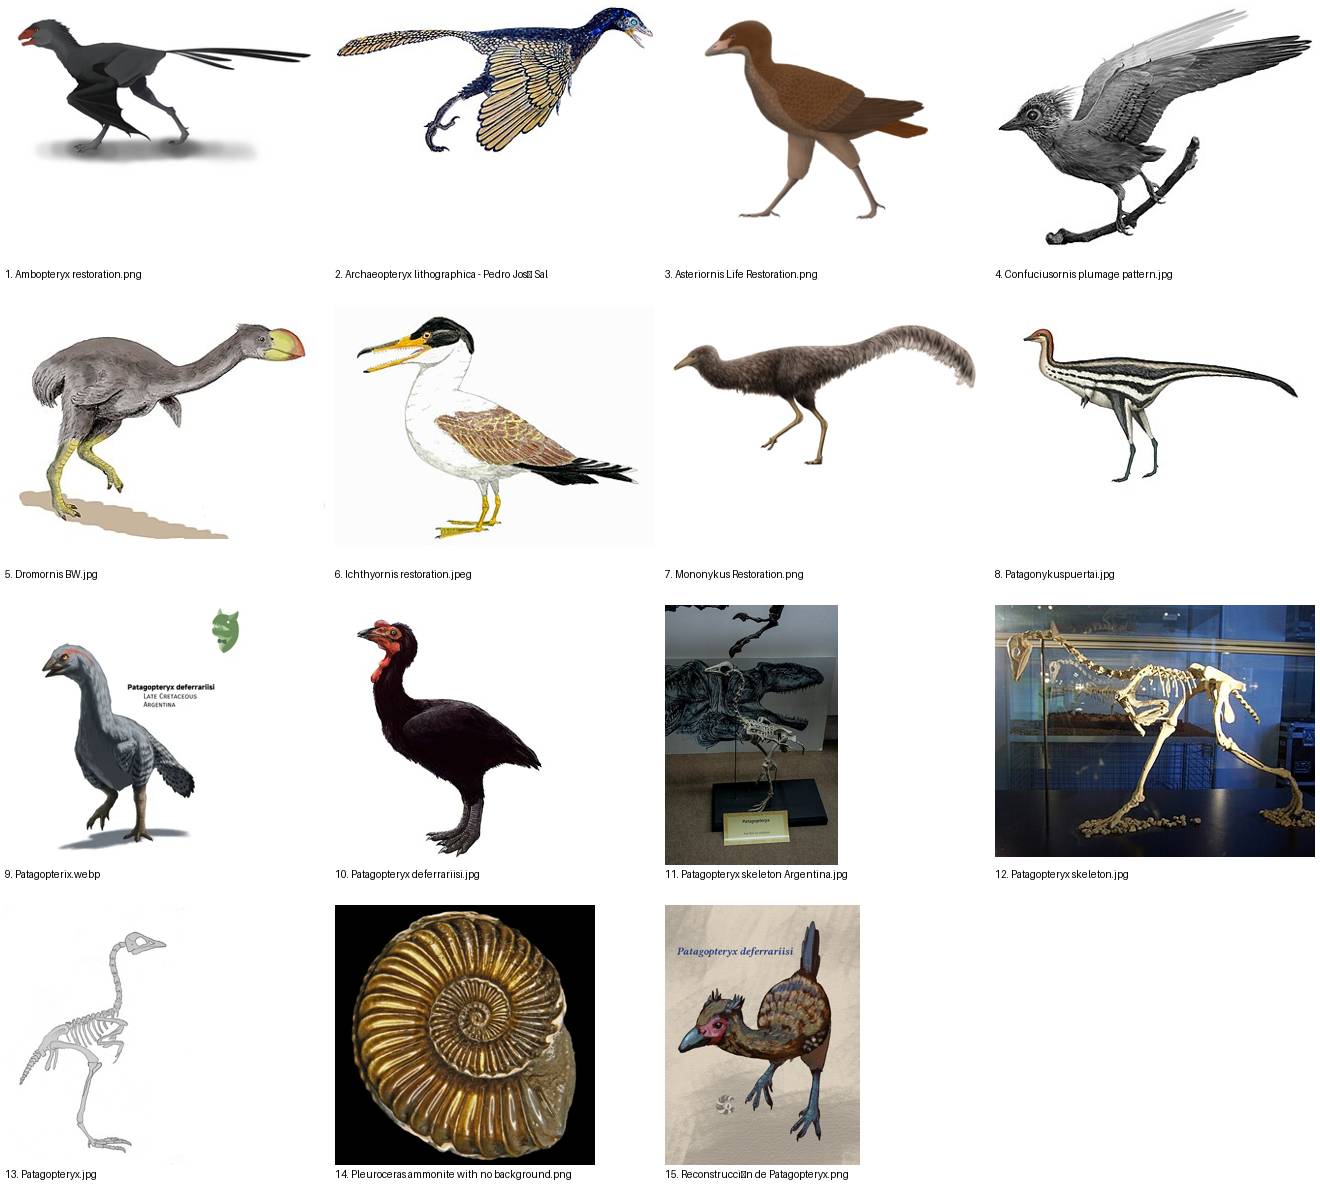 1. Ambopteryx restoration.png
2. Archaeopteryx lithographica - Pedro Jos▯ Sal
3. Asteriornis Life Restoration.png
4. Confuciusornis plumage pattern.jpg
5. Dromornis BW.jpg
6. Ichthyornis restoration.jpeg
7. Mononykus Restoration.png
8. Patagonykuspuertai.jpg
Patagopteryx deferrariisi
Late Cretaceous
Argentina
Patagopteryx
9. Patagopterix.webp
10. Patagopteryx deferrariisi.jpg
11. Patagopteryx skeleton Argentina.jpg
12. Patagopteryx skeleton.jpg
Patagopteryx deferrariisi
13. Patagopteryx.jpg
14. Pleuroceras ammonite with no background.png
15. Reconstrucci▯n de Patagopteryx.png